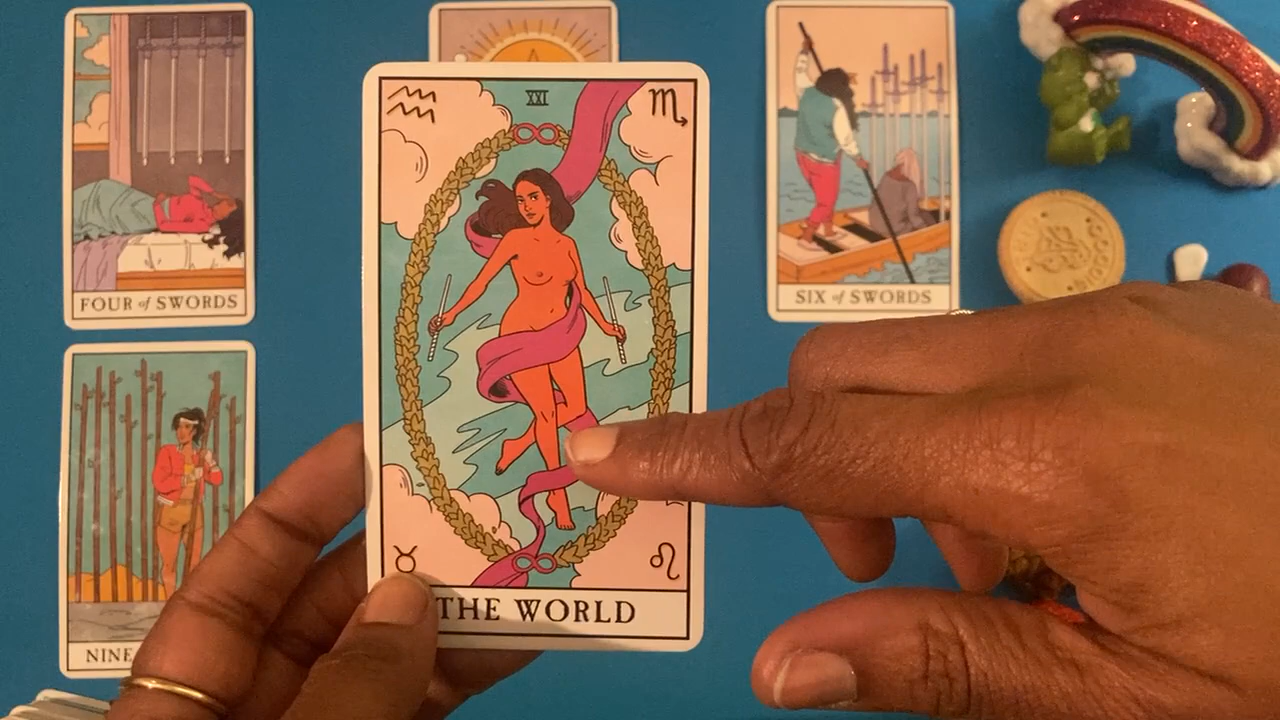 XXI
THE WORLD
FOUR of SWORDS
SIX of SWORDS
NINE